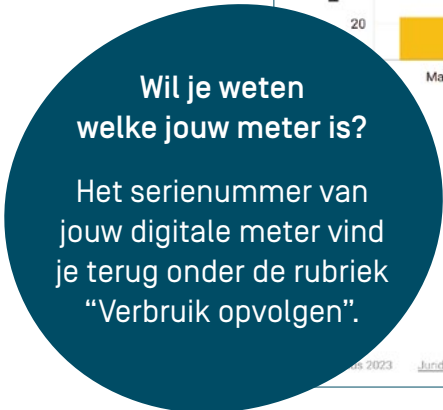 20
Ma
Wil je weten
welke jouw meter is?
Het serienummer van
jouw digitale meter vind
je terug onder de rubriek
“Verbruik opvolgen”.
2023